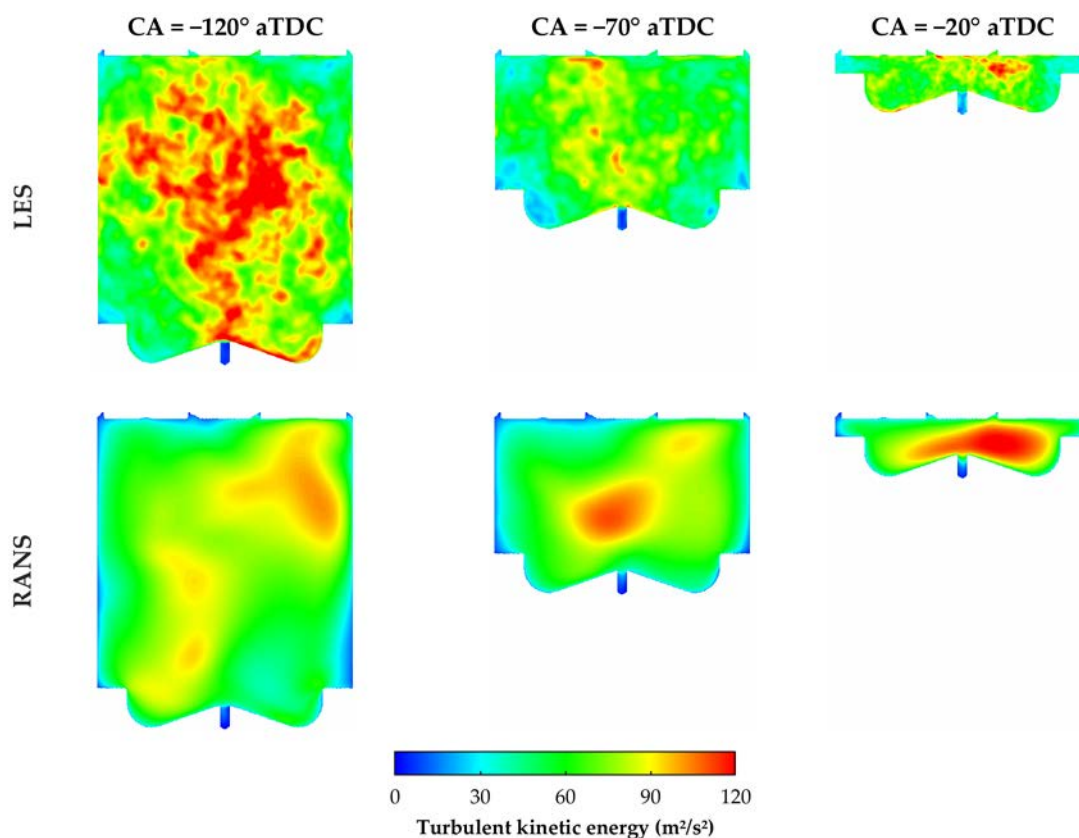 CA = −120° aTDC
CA = −70° aTDC
CA = −20° aTDC
LES
RANS
0 30 60 90 120
Turbulent kinetic energy (m²/s²)